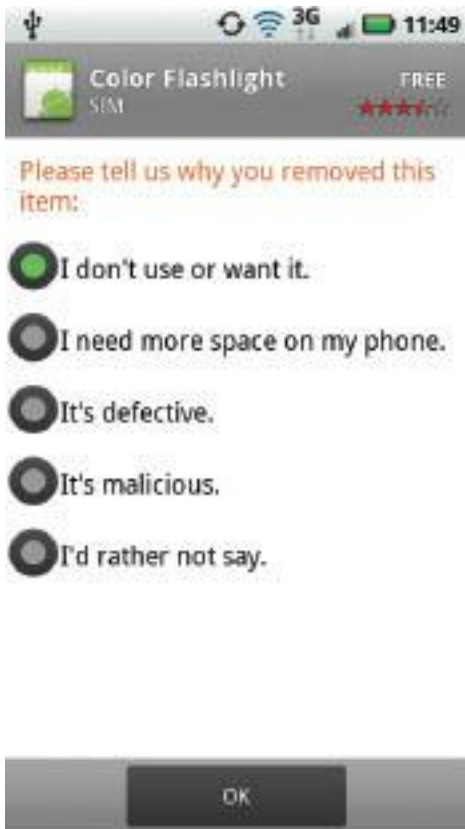 3G 11:49
Color Flashlight FREE
SIM
Please tell us why you removed this
item:
I don't use or want it.
I need more space on my phone.
It's defective.
It's malicious.
I'd rather not say.
OK